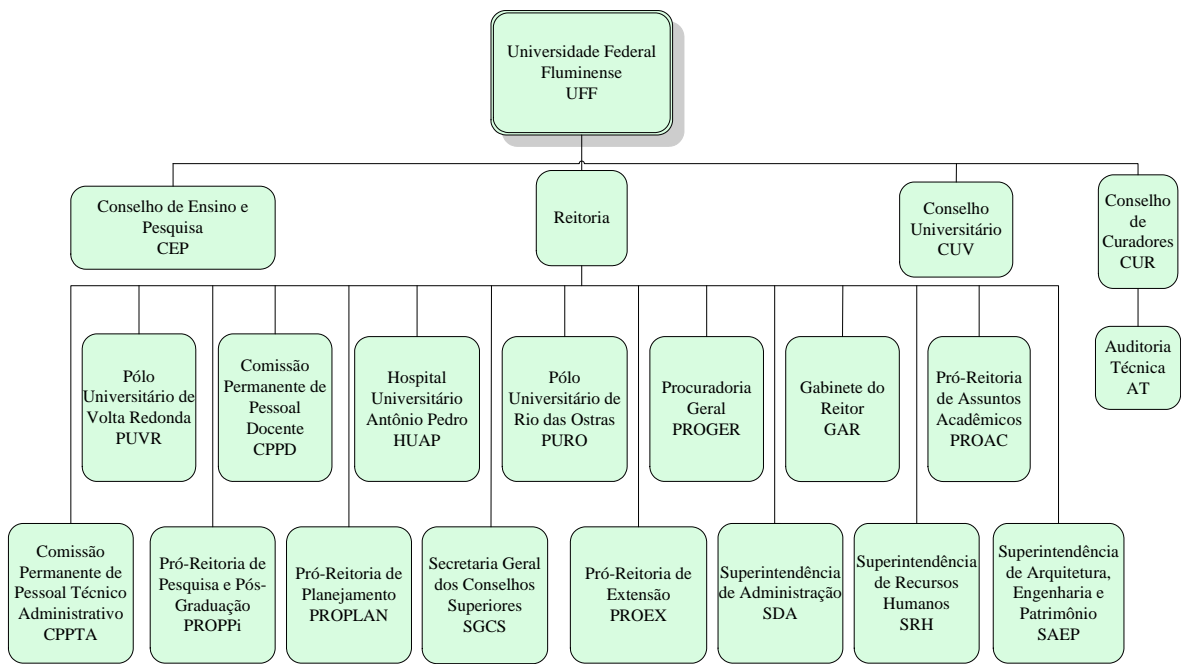 Universidade Federal
Fluminense
UFF
Conselho de Ensino e
Pesquisa
CEP
Reitoria
Conselho
Universitário
CUV
Conselho
de
Curadores
CUR
Pólo
Universitário de
Volta Redonda
PUVR
Comissão
Permanente de
Pessoal
Docente
CPPD
Hospital
Universitário
Antônio Pedro
HUAP
Pólo
Universitário de
Rio das Ostras
PURO
Procuradoria
Geral
PROGER
Gabinete do
Reitor
GAR
Pró-Reitoria
de Assuntos
Acadêmicos
PROAC
Auditoria
Técnica
AT
Comissão
Permanente de
Pessoal Técnico
Administrativo
CPPTA
Pró-Reitoria de
Pesquisa e Pós-
Graduação
PROPPi
Pró-Reitoria de
Planejamento
PROPLAN
Secretaria Geral
dos Conselhos
Superiores
SGCS
Pró-Reitoria de
Extensão
PROEX
Superintendência
de Administração
SDA
Superintendência
de Recursos
Humanos
SRH
Superintendência
de Arquitetura,
Engenharia e
Patrimônio
SAEP